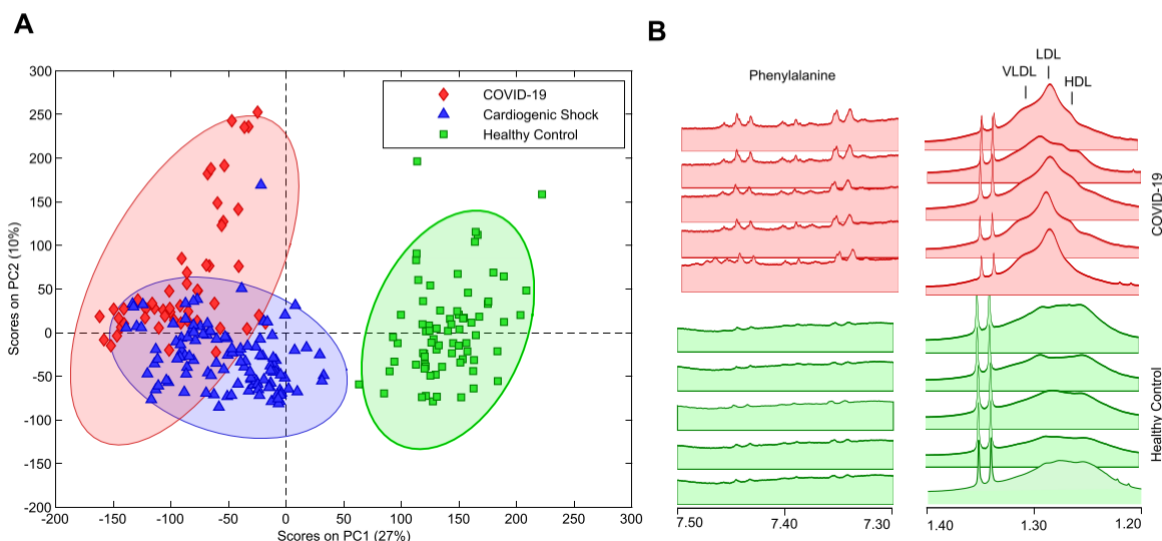 A
300
250
200
150
100
50
0
-50
-100
-150
-200
Scores on PC2 (10%)
-200
-150
-100
-50
0
50
100
150
200
250
300
Scores on PC1 (27%)
COVID-19
Cardiogenic Shock
Healthy Control
B
Phenylalanine
LDL
VLDL
HDL
COVID-19
Healthy Control
7.50
7.40
7.30
1.40
1.30
1.20